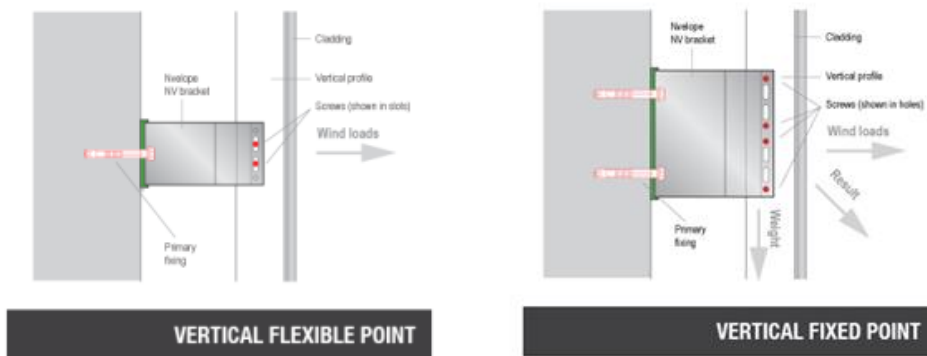 Cladding
Nvelope
NV bracket
Vertical profile
Screws (shown in slots)
Wind loads
Primary
fixing
VERTICAL FLEXIBLE POINT
Nvelope
NV bracket
Cladding
Vertical profile
Screws (shown in holes)
Wind loads
Result
Weight
Primary
fixing
VERTICAL FIXED POINT